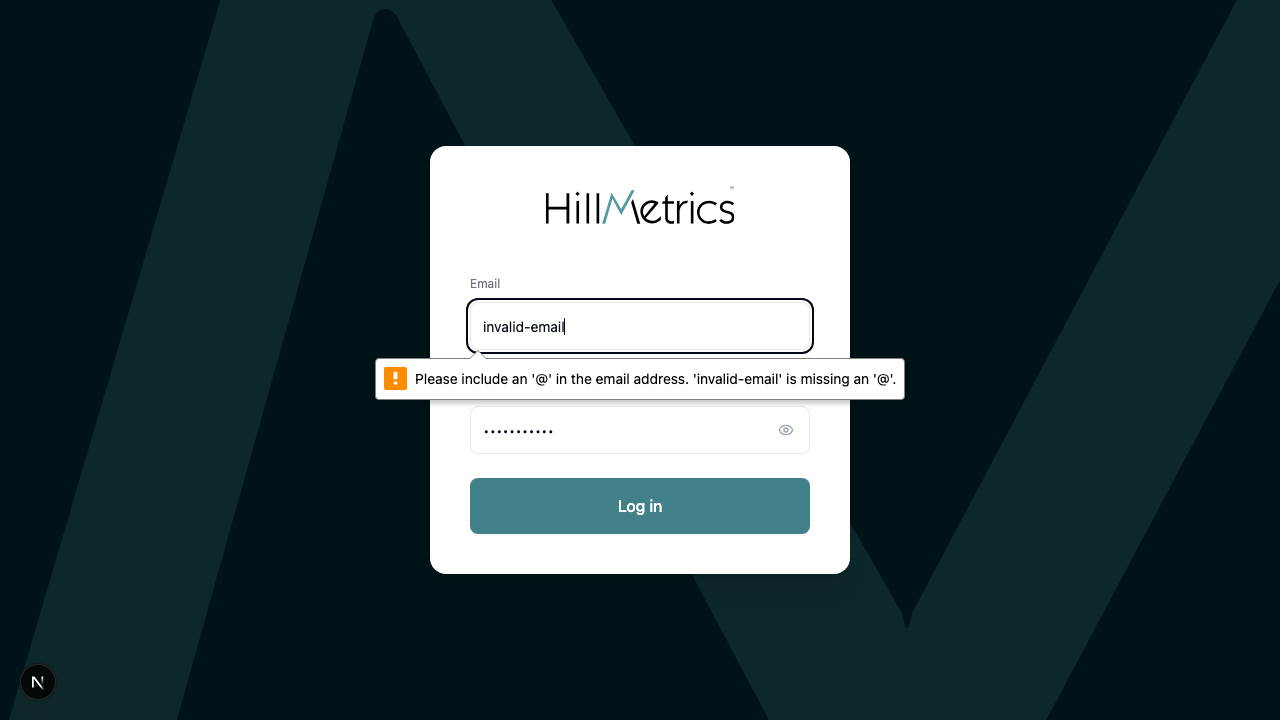 HillMetrics
Email
invalid-email
Please include an '@' in the email address. 'invalid-email' is missing an '@'.
•••••••••••
Log in
N